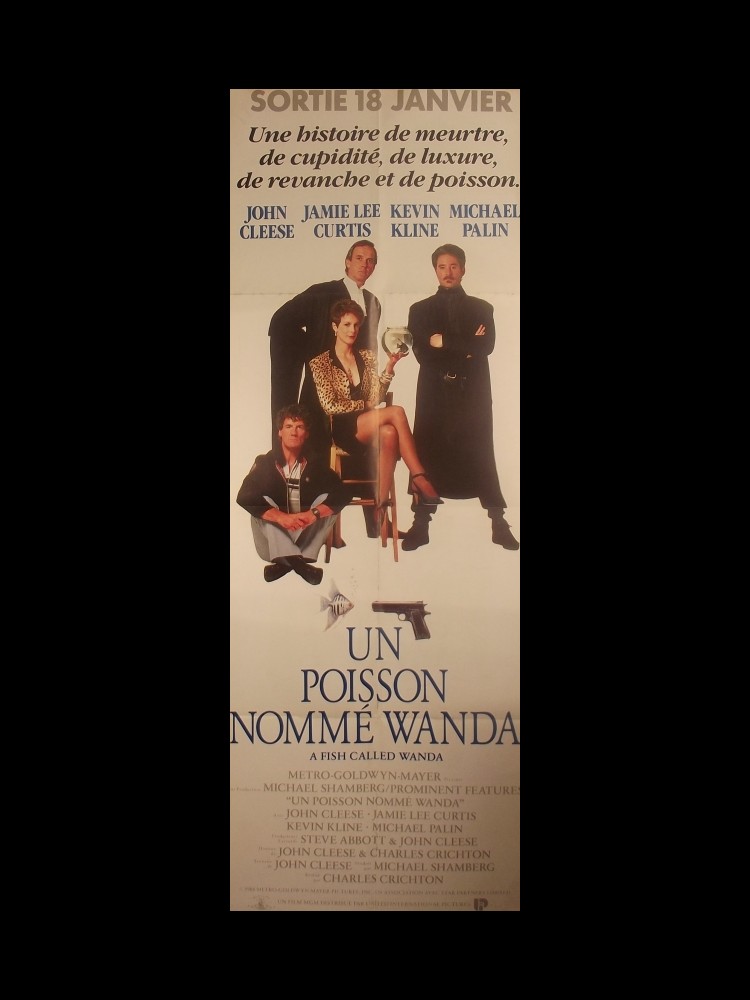 SORTIE 18 JANVIER
Une histoire de meurtre,
de cupidité, de luxure,
de revanche et de poisson.
JOHN JAMIE LEE KEVIN MICHAEL
CLEESE CURTIS KLINE PALIN
UN
POISSON
NOMMÉ WANDA
A FISH CALLED WANDA
METRO-GOLDWYN-MAYER
MICHAEL SHAMBERG/PROMINENT FEATURES
"UN POISSON NOMMÉ WANDA"
JOHN CLEESE · JAMIE LEE CURTIS
KEVIN KLINE · MICHAEL PALIN
STEVE ABBOTT & JOHN CLEESE
JOHN CLEESE & CHARLES CRICHTON
JOHN CLEESE MICHAEL SHAMBERG
CHARLES CRICHTON